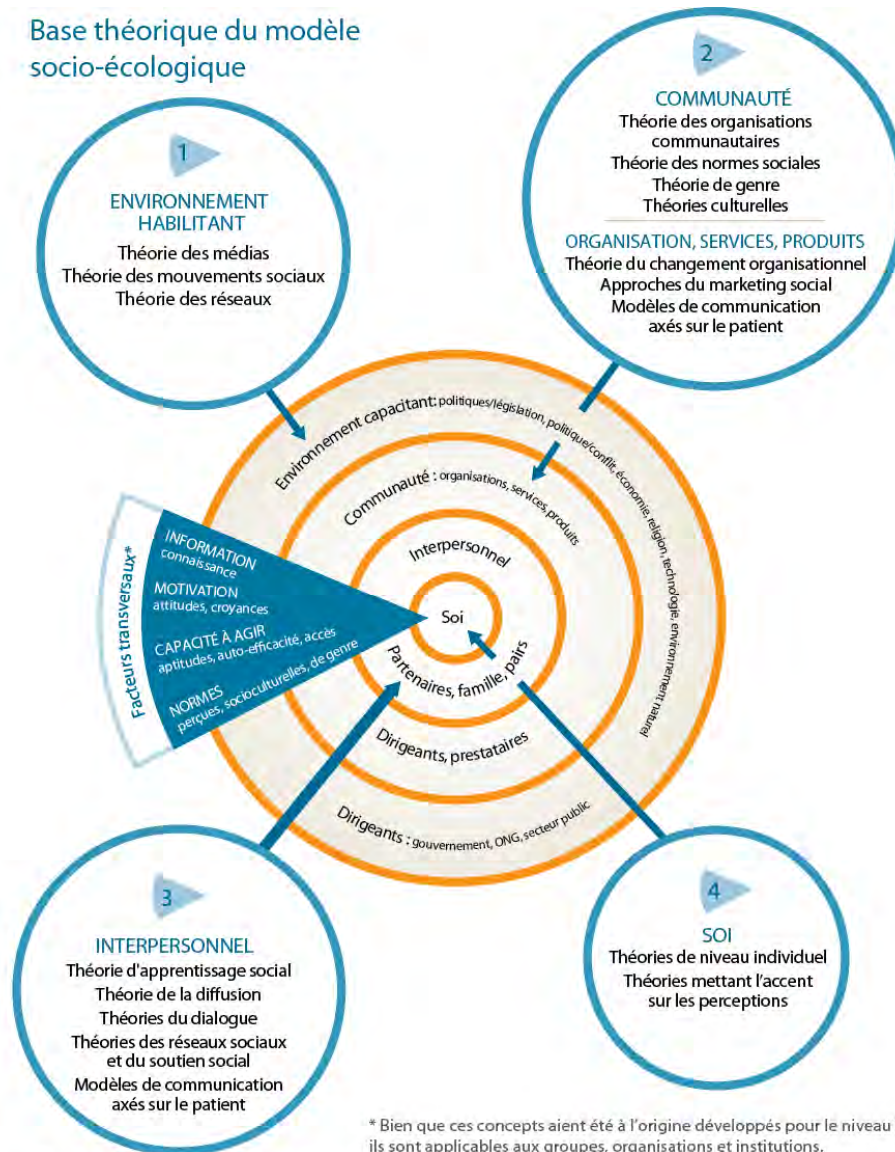 Base théorique du modèle
socio-écologique
1
ENVIRONNEMENT
HABILITANT
Théorie des médias
Théorie des mouvements sociaux
Théorie des réseaux
2
COMMUNAUTÉ
Théorie des organisations
communautaires
Théorie des normes sociales
Théorie de genre
Théories culturelles
ORGANISATION, SERVICES, PRODUITS
Théorie du changement organisationnel
Approches du marketing social
Modèles de communication
axés sur le patient
Environnement capacitant: politiques/législation, politique/conflit, économie, religion, technologie, environnement naturel
Communauté : organisations, services, produits
Interpersonnel
Soi
Partenaires, famille, pairs
Dirigeants, prestataires
Dirigeants : gouvernement, ONG, secteur public
Facteurs transversaux*
INFORMATION
connaissance
MOTIVATION
attitudes, croyances
CAPACITÉ À AGIR
aptitudes, auto-efficacité, accès
NORMES
perçues, socioculturelles, de genre
3
INTERPERSONNEL
Théorie d'apprentissage social
Théorie de la diffusion
Théories du dialogue
Théories des réseaux sociaux
et du soutien social
Modèles de communication
axés sur le patient
4
SOI
Théories de niveau individuel
Théories mettant l'accent
sur les perceptions
* Bien que ces concepts aient été à l'origine développés pour le niveau
ils sont applicables aux groupes, organisations et institutions.